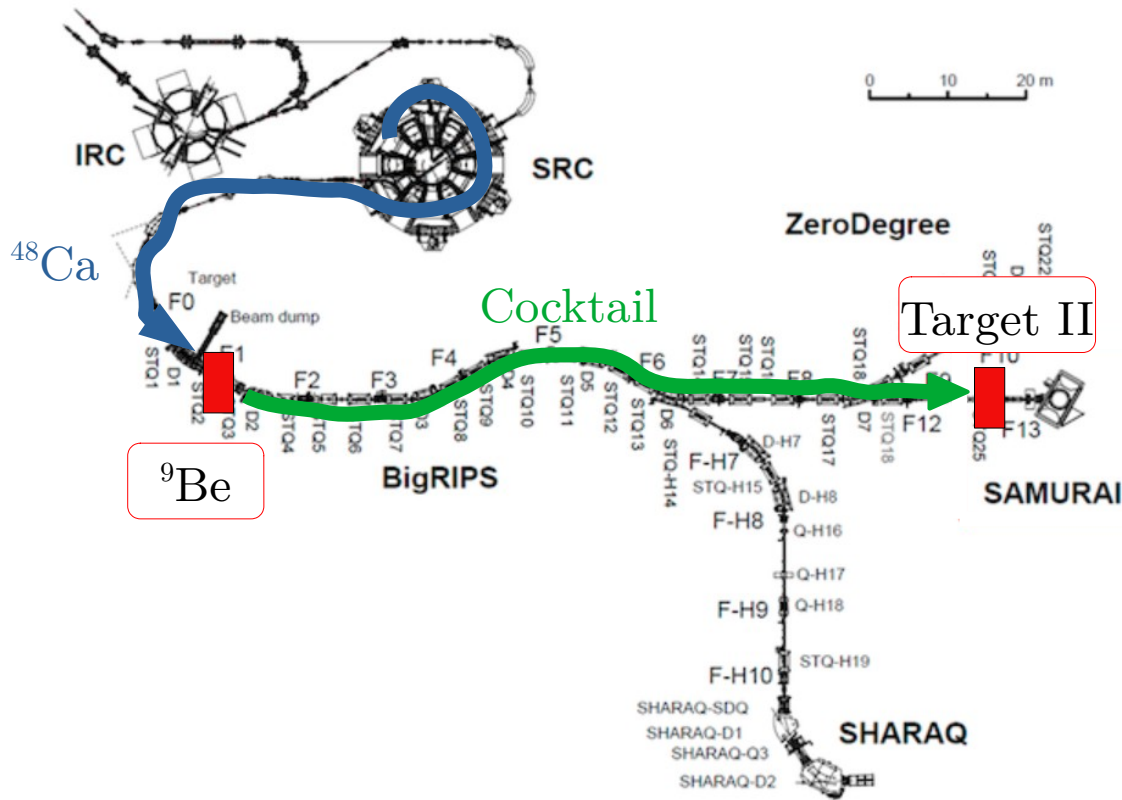 0 10 20 m
IRC
SRC
ZeroDegree
STQ22
D
⁴⁸Ca
Target
F0
Beam dump
Cocktail
Target II
F1
F2
F3
F4
F5
F6
F7
F8
F12
F13
STQ1
D1
STQ2
D2
STQ4
STQ5
STQ7
STQ8
STQ9
STQ10
STQ11
D5
STQ12
STQ13
D6
STQ-H14
STQ17
STQ18
D7
STQ18
⁹Be
BigRIPS
SAMURAI
F-H7
D-H7
STQ-H15
D-H8
F-H8
Q-H16
Q-H17
F-H9
Q-H18
STQ-H19
F-H10
SHARAQ-SDQ
SHARAQ-D1
SHARAQ
SHARAQ-Q3
SHARAQ-D2